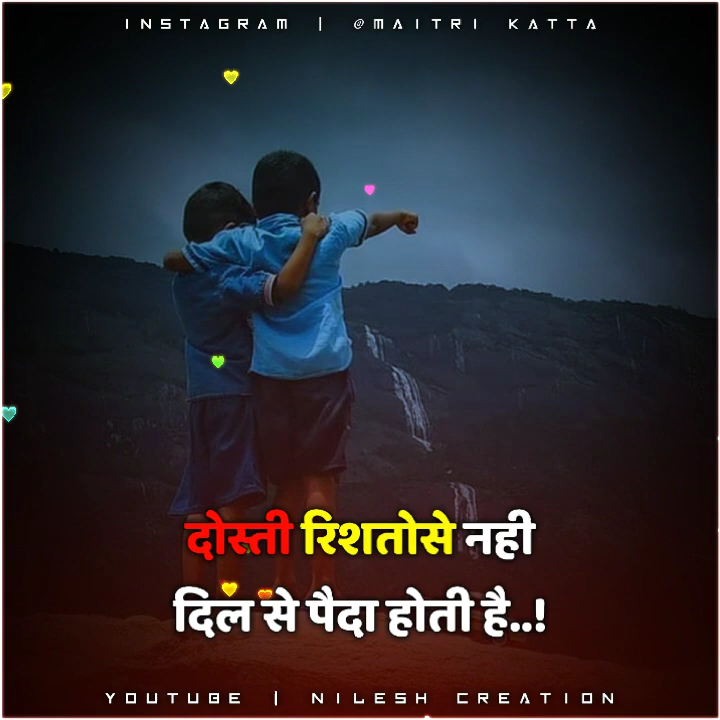 INSTAGRAM | @MAITRI KATTA
दोस्ती रिशतोसे नही
दिल से पैदा होती है..!
YOUTUBE | NILESH CREATION